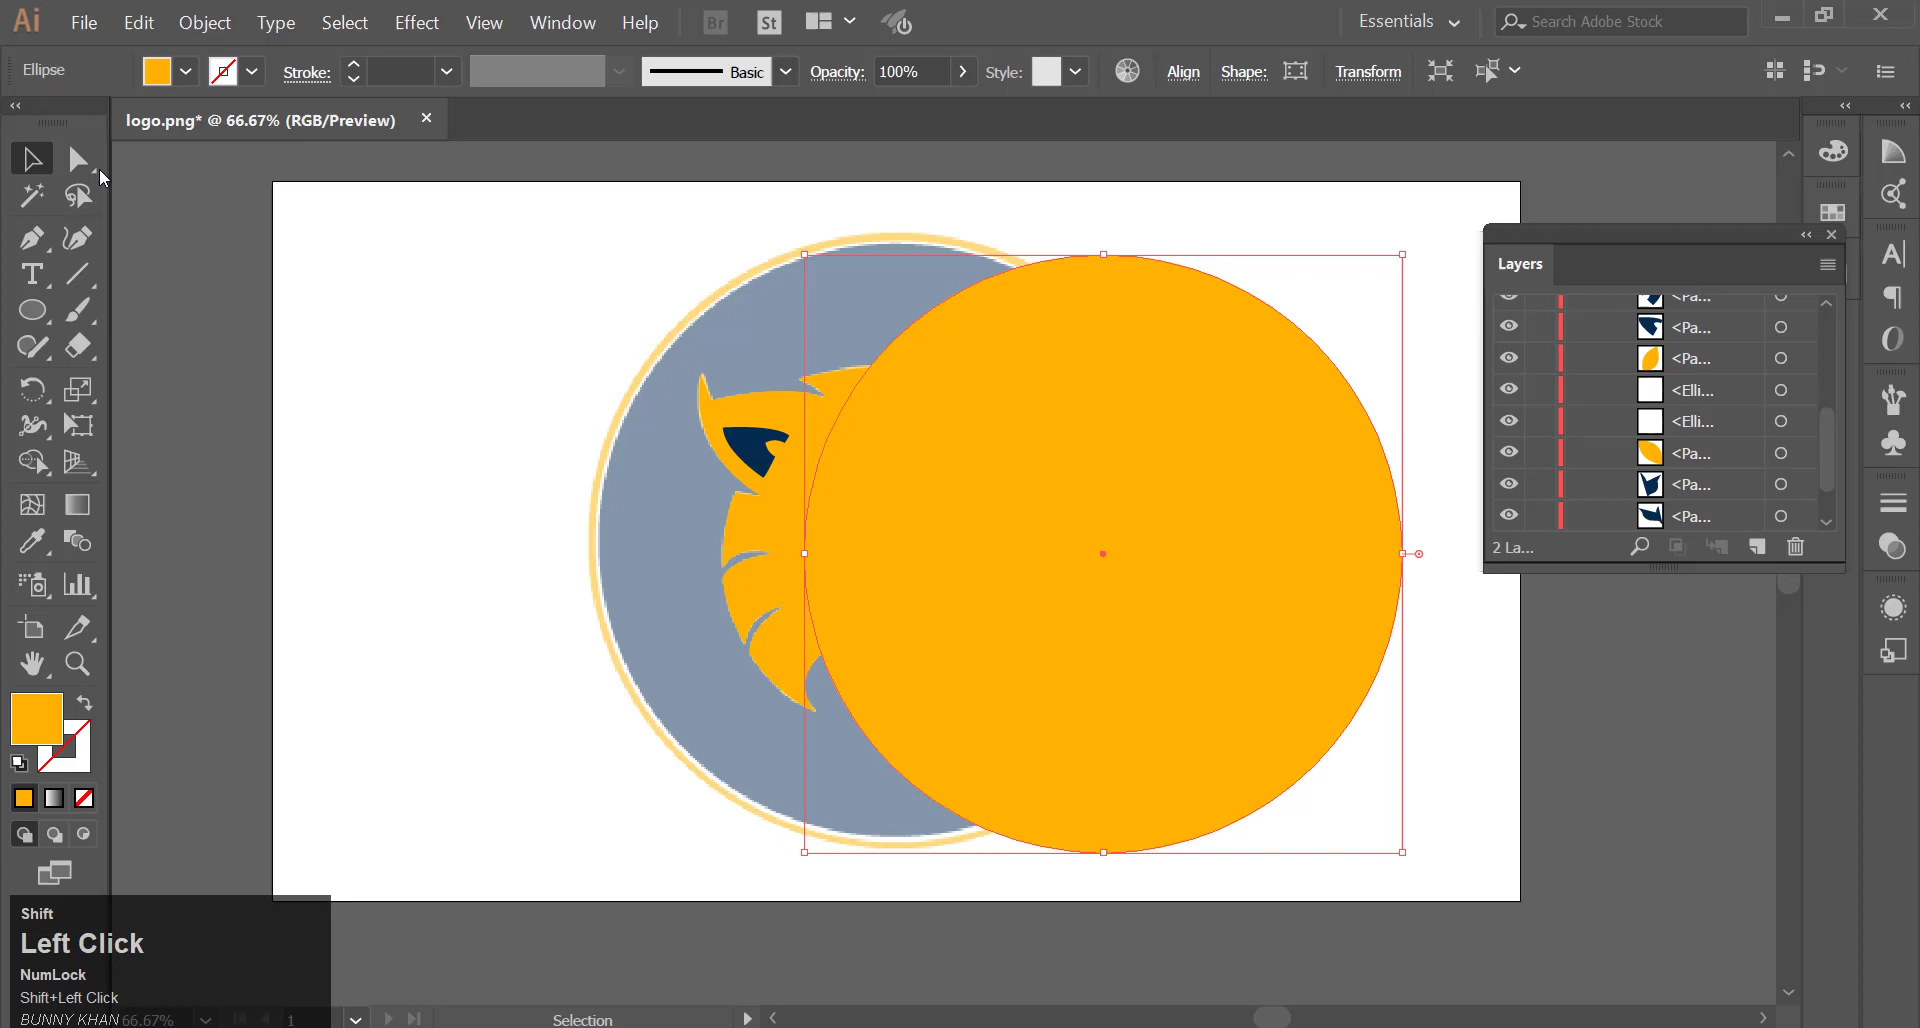 Ai File Edit Object Type Select Effect View Window Help Br St Essentials Search Adobe Stock
Ellipse Stroke: Basic Opacity: 100% Style: Align Shape: Transform
logo.png* @ 66.67% (RGB/Preview)
Layers
<Pa...
<Pa...
<Pa...
<Elli...
<Elli...
<Pa...
<Pa...
<Pa...
2 La...
Shift
Left Click
NumLock
Shift+Left Click
BUNNY KHAN 66.67% 1 Selection